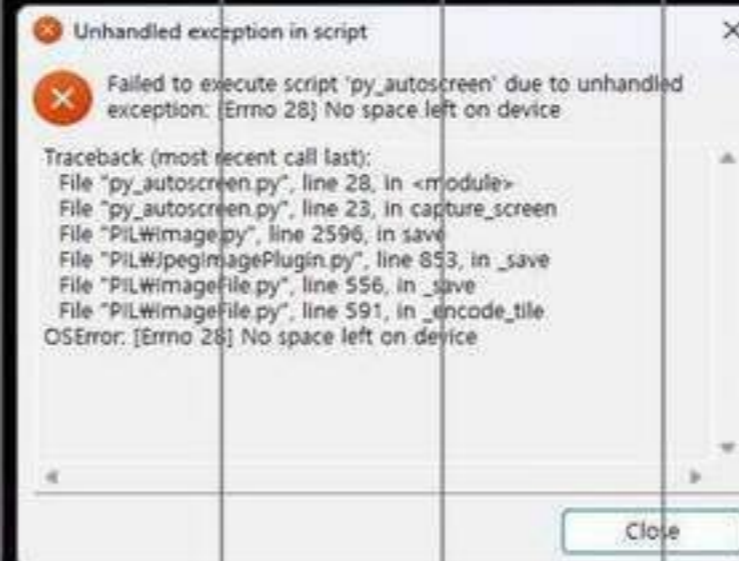 Unhandled exception in script
Failed to execute script 'py_autoscreen' due to unhandled
exception: [Errno 28] No space left on device
Traceback (most recent call last):
File "py_autoscreen.py", line 28, in <module>
File "py_autoscreen.py", line 23, in capture_screen
File "PIL₩Image.py", line 2596, in save
File "PIL₩JpegImagePlugin.py", line 853, in _save
File "PIL₩ImageFile.py", line 556, in _save
File "PIL₩ImageFile.py", line 591, in _encode_tile
OSError: [Errno 28] No space left on device
Close